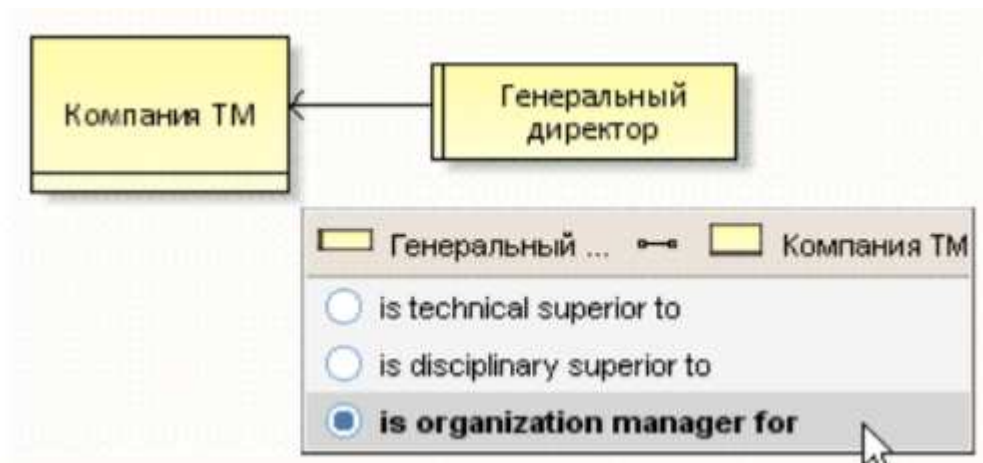 Компания ТМ
Генеральный
директор
Генеральный ... Компания ТМ
is technical superior to
is disciplinary superior to
is organization manager for